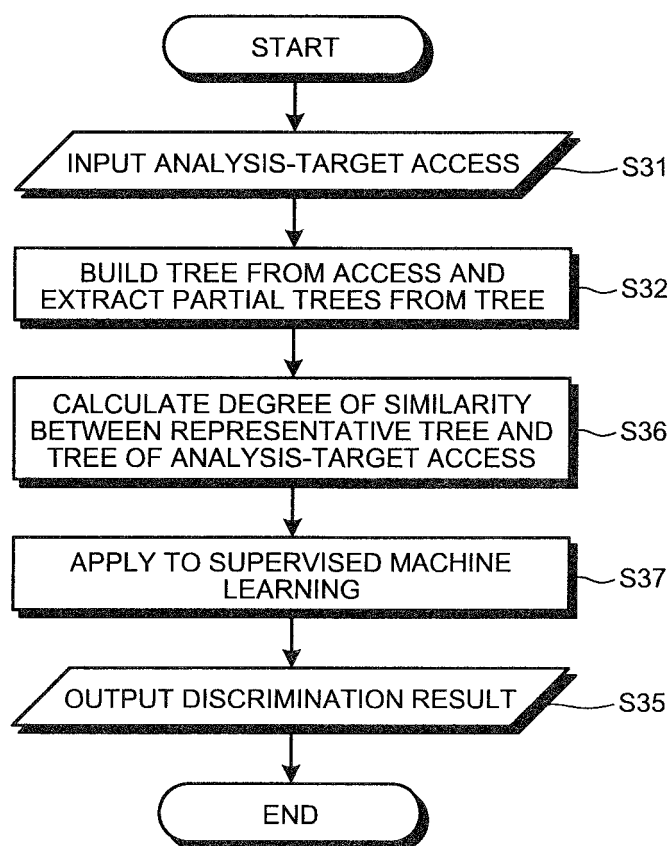 START
INPUT ANALYSIS-TARGET ACCESS
S31
BUILD TREE FROM ACCESS AND
EXTRACT PARTIAL TREES FROM TREE
S32
CALCULATE DEGREE OF SIMILARITY
BETWEEN REPRESENTATIVE TREE AND
TREE OF ANALYSIS-TARGET ACCESS
S36
APPLY TO SUPERVISED MACHINE
LEARNING
S37
OUTPUT DISCRIMINATION RESULT
S35
END